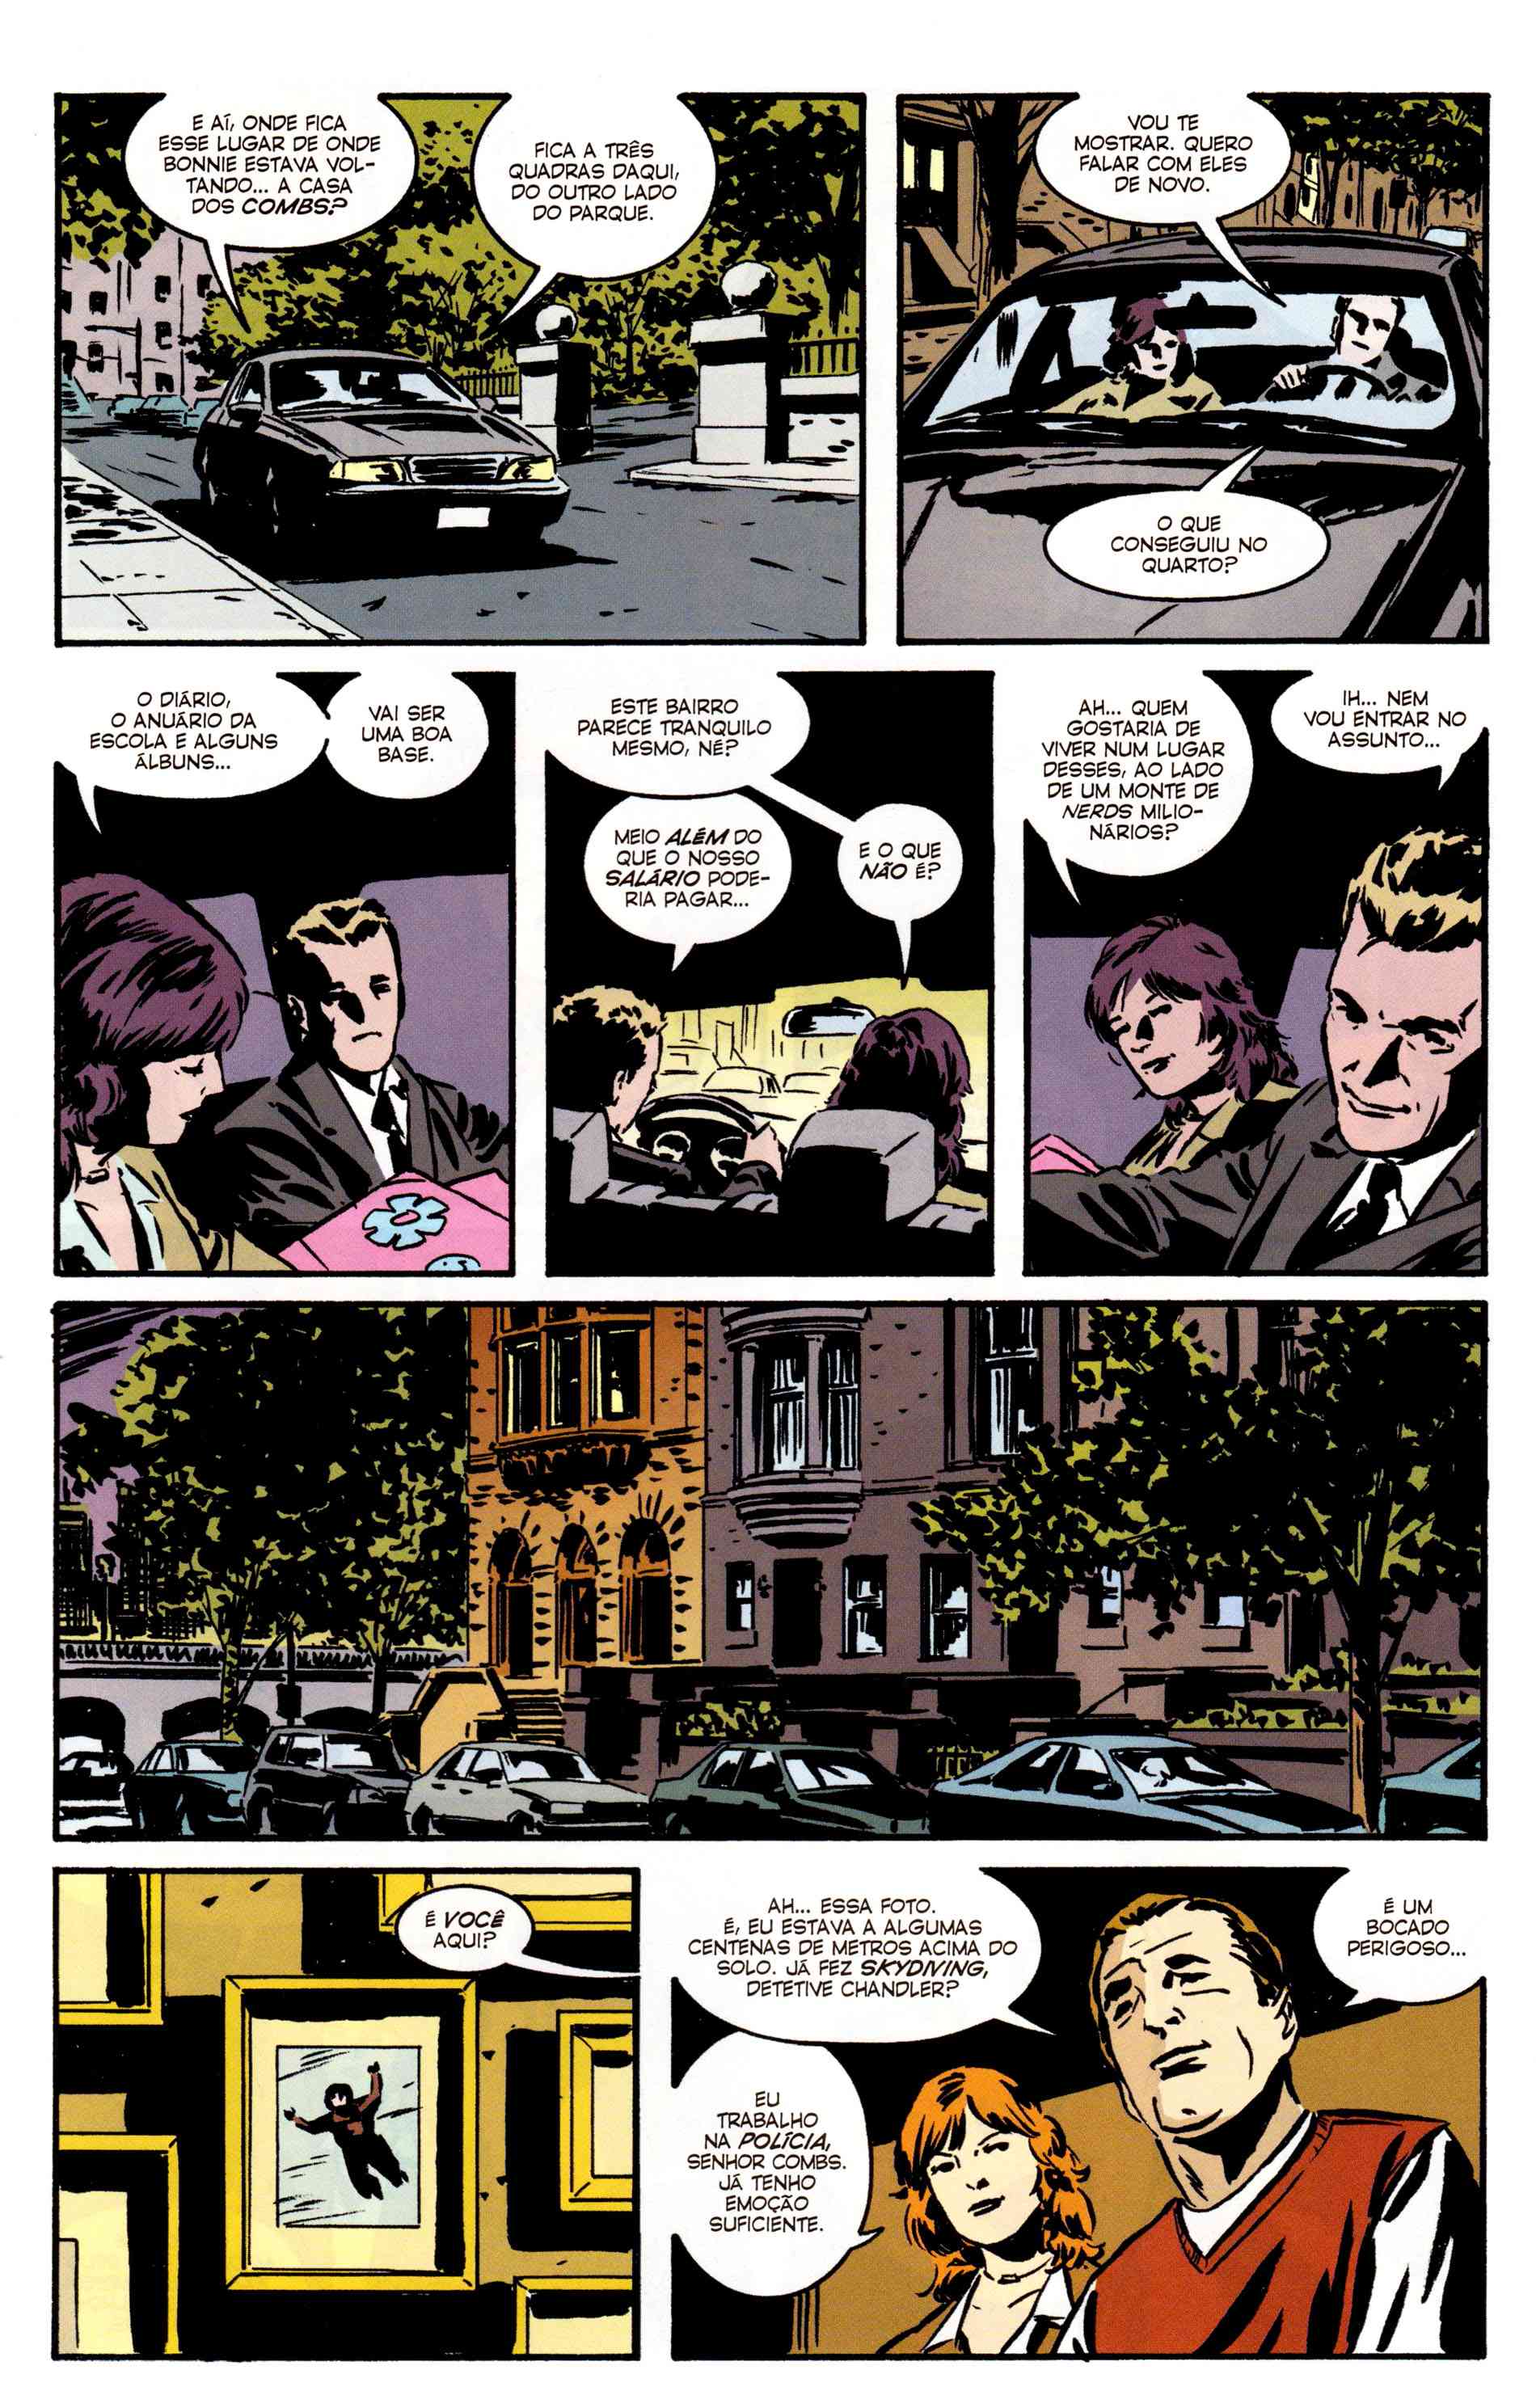 E AÍ, ONDE FICA
ESSE LUGAR DE ONDE
BONNIE ESTAVA VOL-
TANDO... A CASA
DOS COMBS?
FICA A TRÊS
QUADRAS DAQUI,
DO OUTRO LADO
DO PARQUE.
VOU TE
MOSTRAR. QUERO
FALAR COM ELES
DE NOVO.
O QUE
CONSEGUIU NO
QUARTO?
O DIÁRIO,
O ANUÁRIO DA
ESCOLA E ALGUNS
ÁLBUNS...
VAI SER
UMA BOA
BASE.
ESTE BAIRRO
PARECE TRANQUILO
MESMO, NÉ?
MEIO ALÉM DO
QUE O NOSSO
SALÁRIO PODE-
RIA PAGAR...
E O QUE
NÃO É?
AH... QUEM
GOSTARIA DE
VIVER NUM LUGAR
DESSES, AO LADO
DE UM MONTE DE
NERDS MILIO-
NÁRIOS?
IH... NEM
VOU ENTRAR NO
ASSUNTO...
É VOCÊ
AQUI?
AH... ESSA FOTO.
É, EU ESTAVA A ALGUMAS
CENTENAS DE METROS ACIMA DO
SOLO. JÁ FEZ SKYDIVING,
DETETIVE CHANDLER?
É UM
BOCADO
PERIGOSO...
EU
TRABALHO
NA POLÍCIA,
SENHOR COMBS.
JÁ TENHO
EMOÇÃO
SUFICIENTE.